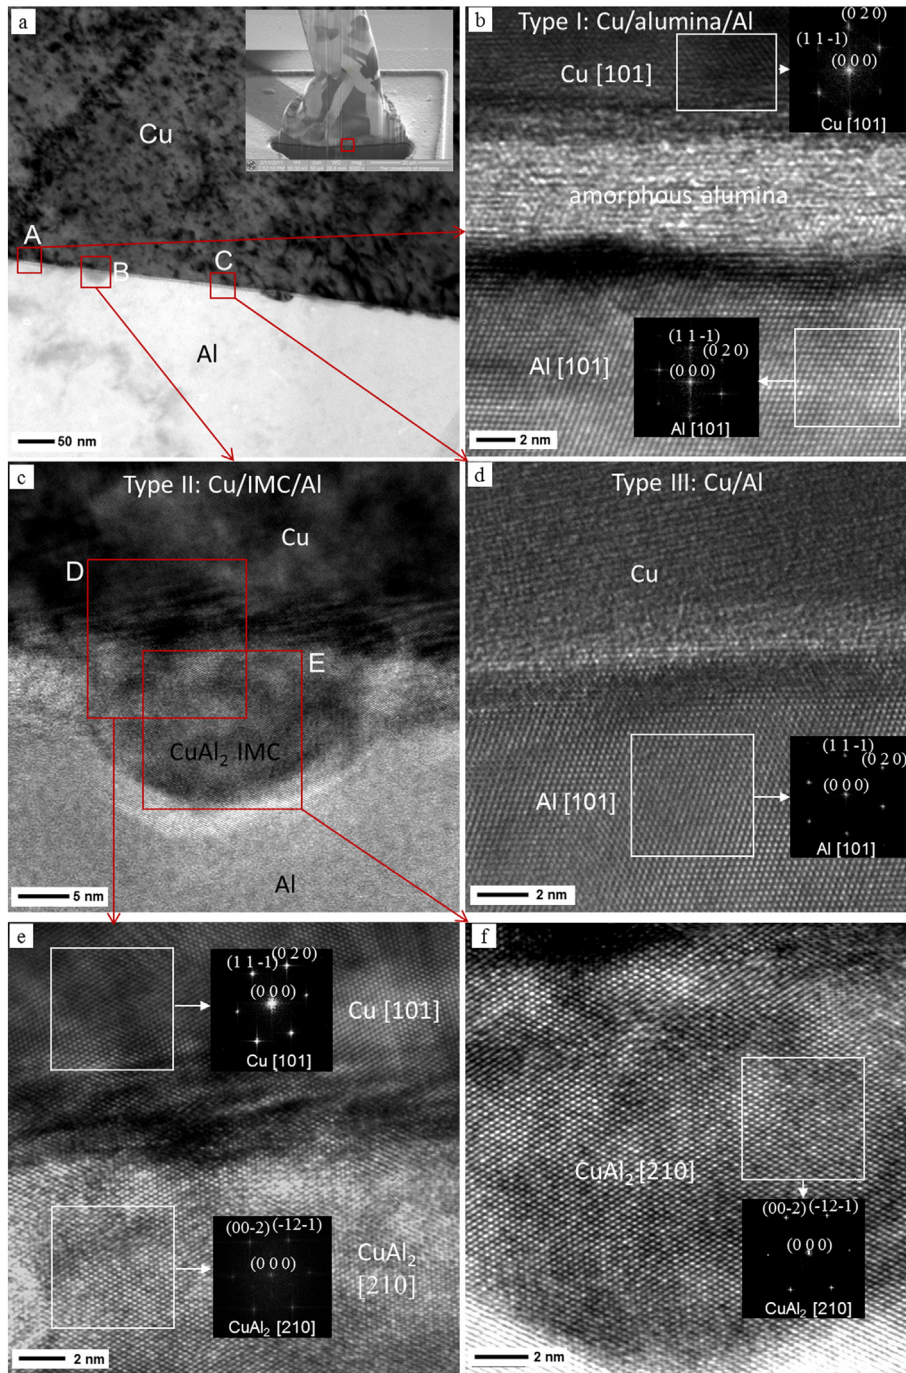 a
Cu
A
B
C
Al
50 nm
b
Type I: Cu/alumina/Al
Cu [101]
(0 2 0)
(1 1 -1)
(0 0 0)
Cu [101]
amorphous alumina
Al [101]
(1 1 -1)
(0 2 0)
(0 0 0)
Al [101]
2 nm
c
Type II: Cu/IMC/Al
Cu
D
E
CuAl₂ IMC
Al
5 nm
d
Type III: Cu/Al
Cu
Al [101]
(1 1 -1)
(0 2 0)
(0 0 0)
Al [101]
2 nm
e
(1 1 -1)
(0 2 0)
(0 0 0)
Cu [101]
Cu [101]
(00-2) (-12-1)
(0 0 0)
CuAl₂ [210]
CuAl₂
[210]
2 nm
f
CuAl₂ [210]
(00-2) (-12-1)
(0 0 0)
CuAl₂ [210]
2 nm